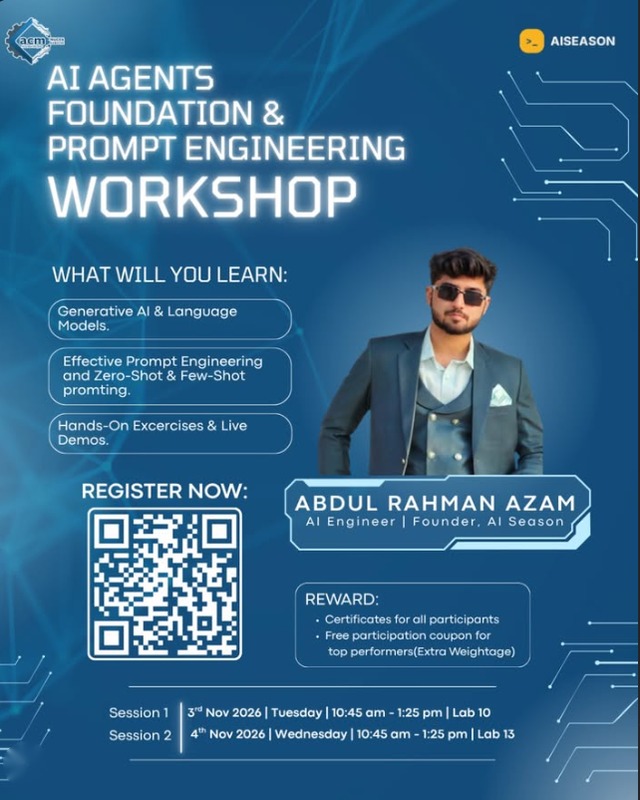 acm
AISEASON
AI AGENTS
FOUNDATION &
PROMPT ENGINEERING
WORKSHOP
WHAT WILL YOU LEARN:
Generative AI & Language
Models.
Effective Prompt Engineering
and Zero-Shot & Few-Shot
promting.
Hands-On Excercises & Live
Demos.
REGISTER NOW:
ABDUL RAHMAN AZAM
AI Engineer | Founder, AI Season
REWARD:
• Certificates for all participants
• Free participation coupon for
top performers(Extra Weightage)
Session 1 3rd Nov 2026 | Tuesday | 10:45 am - 1:25 pm | Lab 10
Session 2 4th Nov 2026 | Wednesday | 10:45 am - 1:25 pm | Lab 13